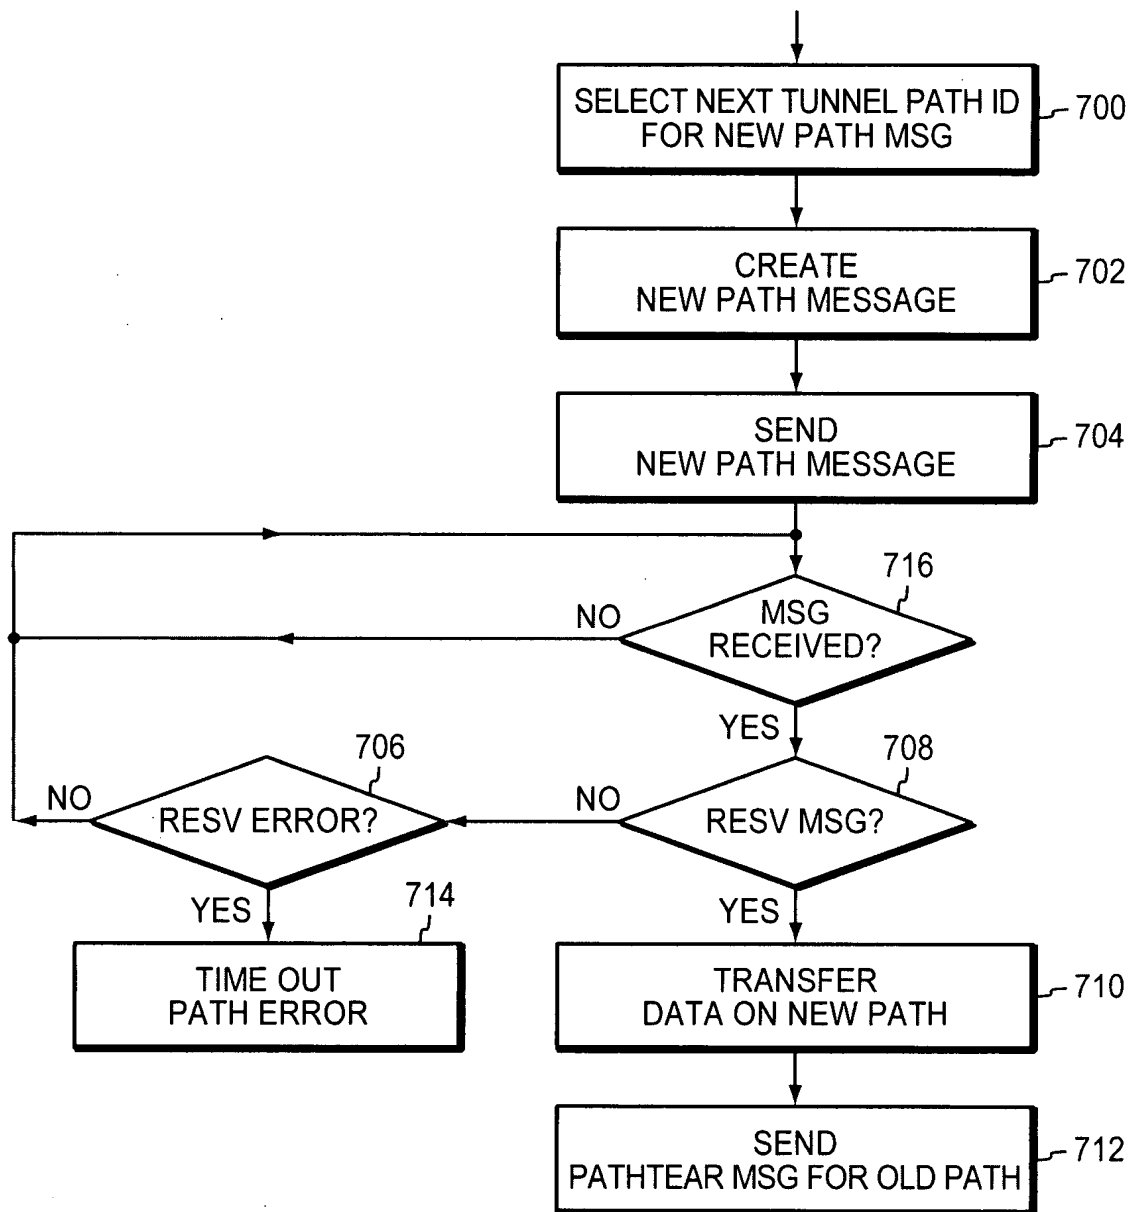 SELECT NEXT TUNNEL PATH ID
FOR NEW PATH MSG
700
CREATE
NEW PATH MESSAGE
702
SEND
NEW PATH MESSAGE
704
716
MSG
RECEIVED?
NO
YES
706
708
NO
RESV ERROR?
NO
RESV MSG?
YES
714
YES
TIME OUT
PATH ERROR
TRANSFER
DATA ON NEW PATH
710
SEND
PATHTEAR MSG FOR OLD PATH
712